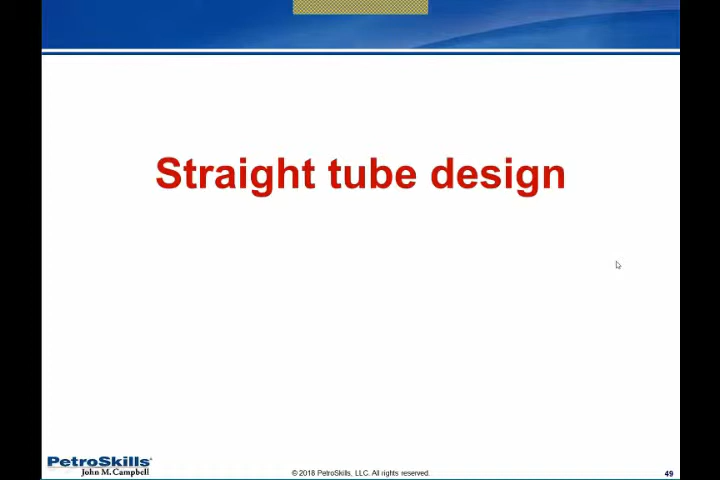 Straight tube design
PetroSkills®
John M. Campbell
© 2018 PetroSkills, LLC. All rights reserved.
49